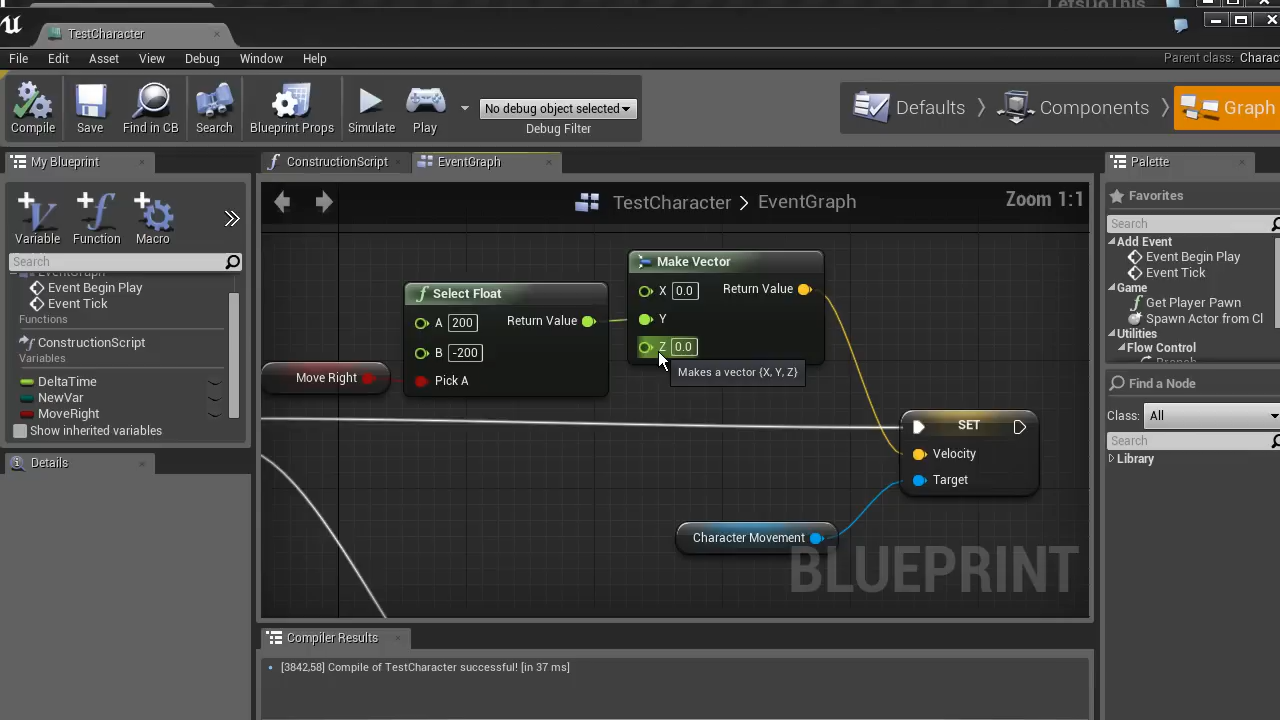 LetsDoThis
TestCharacter
File Edit Asset View Debug Window Help
Parent class: Charac
Compile Save Find in CB Search Blueprint Props Simulate Play
No debug object selected
Debug Filter
Defaults Components Graph
My Blueprint
Variable Function Macro
Search
EventGraph
Event Begin Play
Event Tick
Functions
ConstructionScript
Variables
DeltaTime
NewVar
MoveRight
Show inherited variables
Details
ConstructionScript EventGraph
TestCharacter > EventGraph
Zoom 1:1
Make Vector
X 0.0 Return Value
Y
Z 0.0
Makes a vector {X, Y, Z}
Select Float
A 200 Return Value
B -200
Pick A
Move Right
SET
Velocity
Target
Character Movement
BLUEPRINT
Compiler Results
[3842,58] Compile of TestCharacter successful! [in 37 ms]
Palette
Favorites
Search
Add Event
Event Begin Play
Event Tick
Game
Get Player Pawn
Spawn Actor from Cl
Utilities
Flow Control
Branch
Find a Node
Class: All
Search
Library